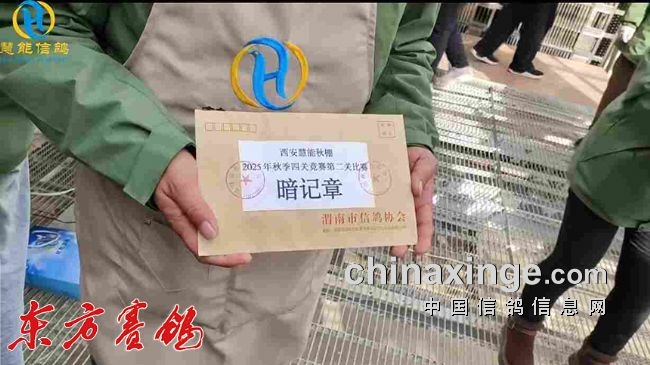 慧能信鸽
西安慧能秋棚
2025年秋季四关竞赛第二关比赛
暗记章
渭南市信鸽协会
chinaxinge.com
中国信鸽信息网
东方赛鸽